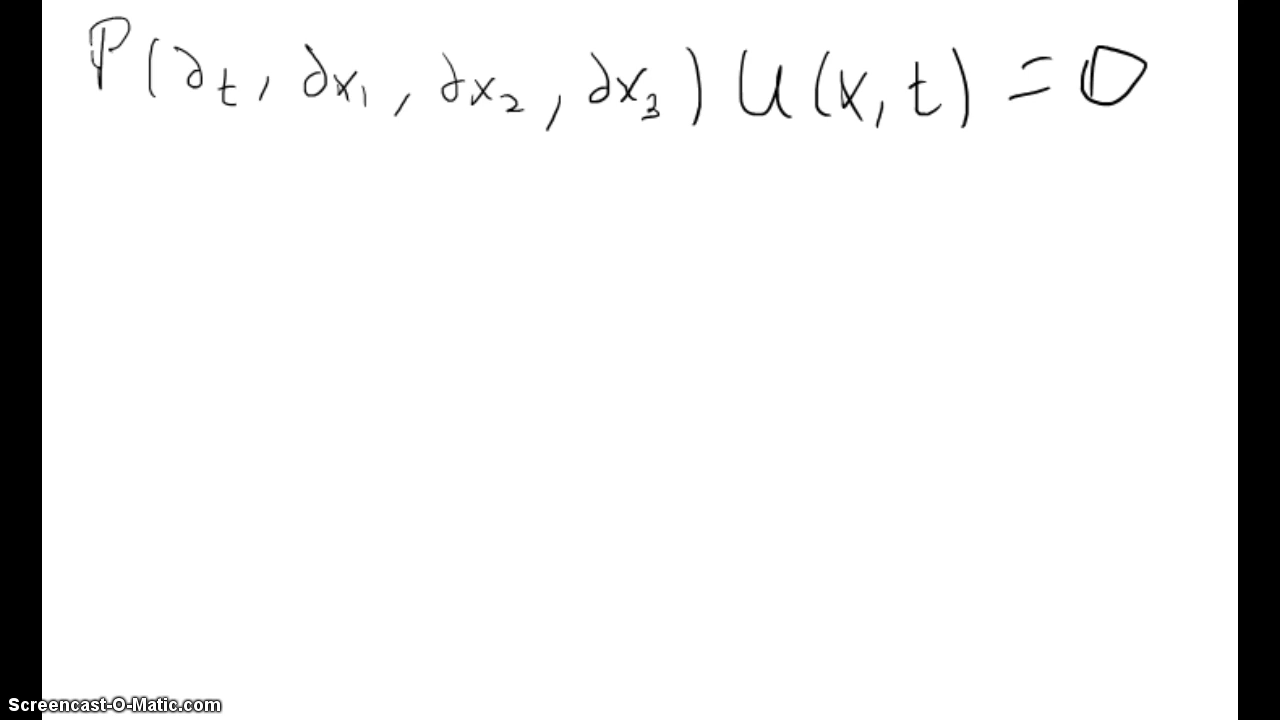 P(∂t, ∂x₁, ∂x₂, ∂x₃) U(x,t) = 0
Screencast-O-Matic.com